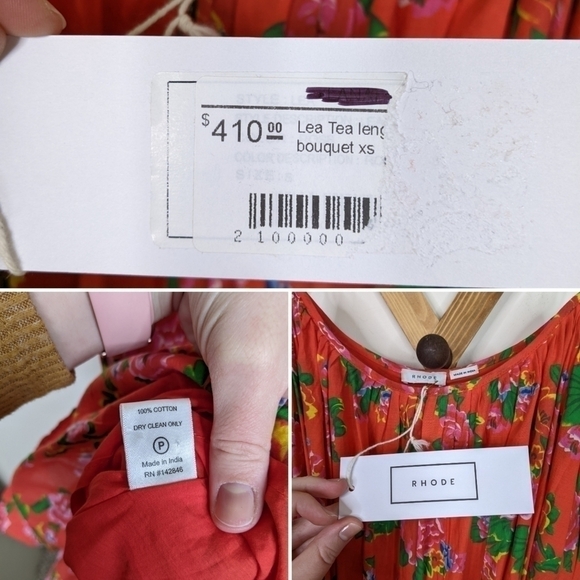 $410.00 Lea Tea leng
bouquet xs
2 100000
100% COTTON
DRY CLEAN ONLY
P
Made in India
RN #142846
RHODE
RHODE